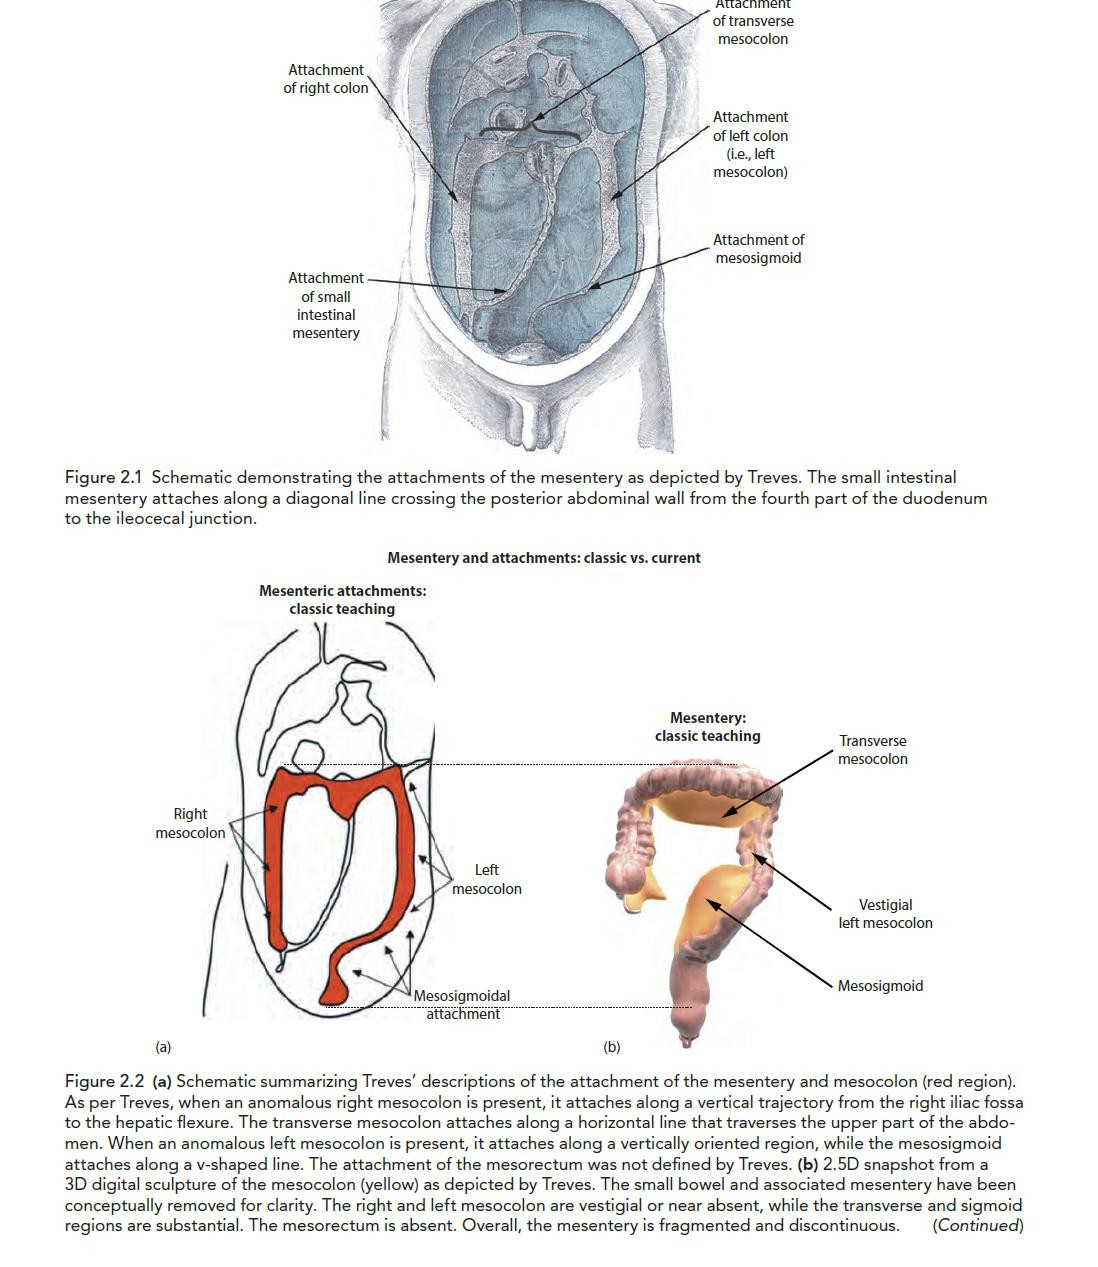 Attachment
of transverse
mesocolon
Attachment
of right colon
Attachment
of left colon
(i.e., left
mesocolon)
Attachment of
mesosigmoid
Attachment
of small
intestinal
mesentery
Figure 2.1 Schematic demonstrating the attachments of the mesentery as depicted by Treves. The small intestinal
mesentery attaches along a diagonal line crossing the posterior abdominal wall from the fourth part of the duodenum
to the ileocecal junction.
Mesentery and attachments: classic vs. current
Mesenteric attachments:
classic teaching
Mesentery:
classic teaching
Transverse
mesocolon
Right
mesocolon
Left
mesocolon
Vestigial
left mesocolon
Mesosigmoid
Mesosigmoidal
attachment
(a)
(b)
Figure 2.2 (a) Schematic summarizing Treves’ descriptions of the attachment of the mesentery and mesocolon (red region).
As per Treves, when an anomalous right mesocolon is present, it attaches along a vertical trajectory from the right iliac fossa
to the hepatic flexure. The transverse mesocolon attaches along a horizontal line that traverses the upper part of the abdo-
men. When an anomalous left mesocolon is present, it attaches along a vertically oriented region, while the mesosigmoid
attaches along a v-shaped line. The attachment of the mesorectum was not defined by Treves. (b) 2.5D snapshot from a
3D digital sculpture of the mesocolon (yellow) as depicted by Treves. The small bowel and associated mesentery have been
conceptually removed for clarity. The right and left mesocolon are vestigial or near absent, while the transverse and sigmoid
regions are substantial. The mesorectum is absent. Overall, the mesentery is fragmented and discontinuous. (Continued)